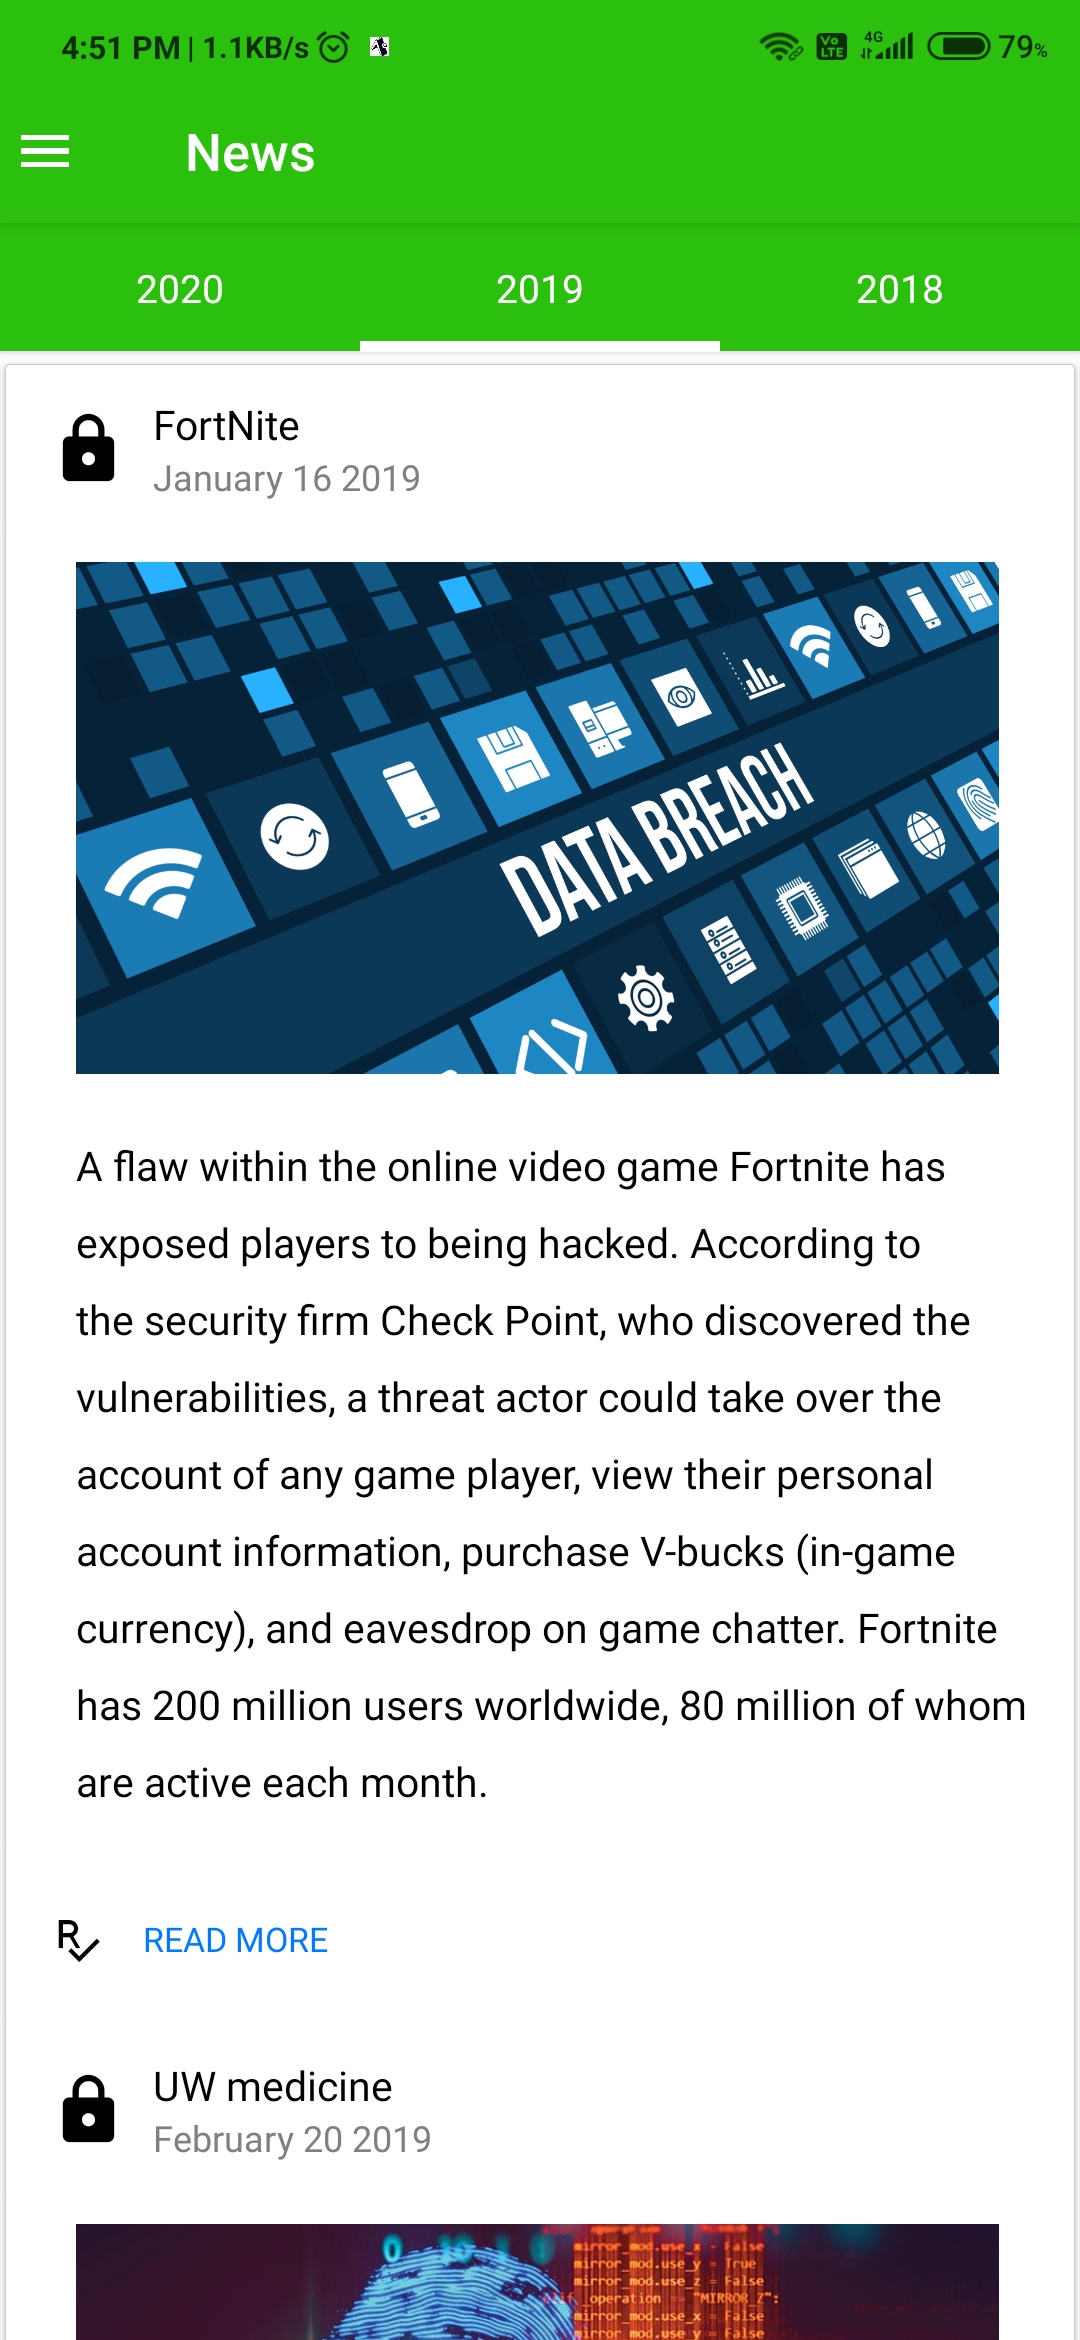 4:51 PM | 1.1KB/s
Vo LTE 4G 79%
News
2020 2019 2018
FortNite
January 16 2019
DATA BREACH
A flaw within the online video game Fortnite has
exposed players to being hacked. According to
the security firm Check Point, who discovered the
vulnerabilities, a threat actor could take over the
account of any game player, view their personal
account information, purchase V-bucks (in-game
currency), and eavesdrop on game chatter. Fortnite
has 200 million users worldwide, 80 million of whom
are active each month.
READ MORE
UW medicine
February 20 2019
mirror_mod.use_x = False
mirror_mod.use_y = True
mirror_mod.use_z = False
elif _operation == "MIRROR_Z":
mirror_mod.use_x = False
mirror_mod.use_y = False